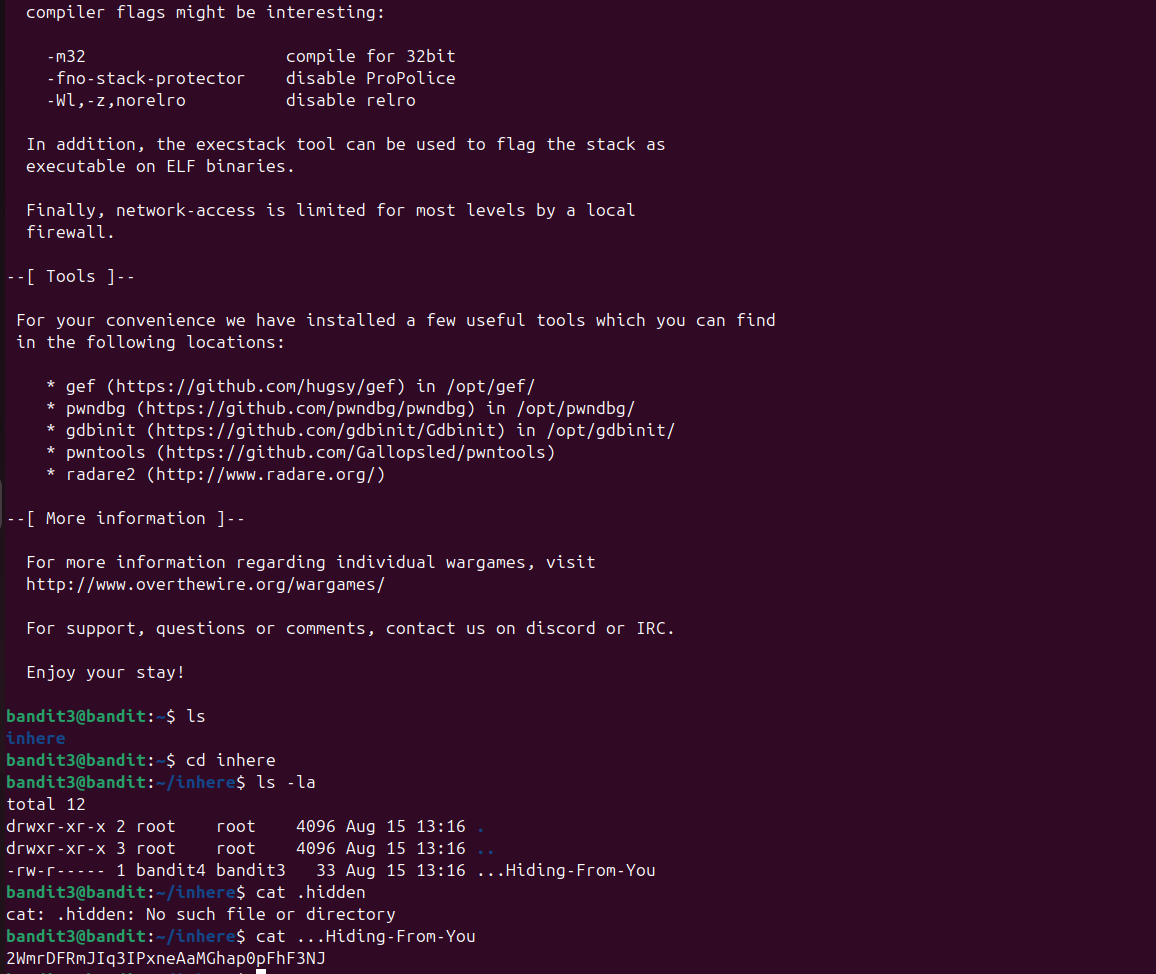 compiler flags might be interesting:
-m32 compile for 32bit
-fno-stack-protector disable ProPolice
-Wl,-z,norelro disable relro
In addition, the execstack tool can be used to flag the stack as
executable on ELF binaries.
Finally, network-access is limited for most levels by a local
firewall.
--[ Tools ]--
For your convenience we have installed a few useful tools which you can find
in the following locations:
* gef (https://github.com/hugsy/gef) in /opt/gef/
* pwndbg (https://github.com/pwndbg/pwndbg) in /opt/pwndbg/
* gdbinit (https://github.com/gdbinit/Gdbinit) in /opt/gdbinit/
* pwntools (https://github.com/Gallopsled/pwntools)
* radare2 (http://www.radare.org/)
--[ More information ]--
For more information regarding individual wargames, visit
http://www.overthewire.org/wargames/
For support, questions or comments, contact us on discord or IRC.
Enjoy your stay!
bandit3@bandit:~$ ls
inhere
bandit3@bandit:~$ cd inhere
bandit3@bandit:~/inhere$ ls -la
total 12
drwxr-xr-x 2 root root 4096 Aug 15 13:16 .
drwxr-xr-x 3 root root 4096 Aug 15 13:16 ..
-rw-r----- 1 bandit4 bandit3 33 Aug 15 13:16 ...Hiding-From-You
bandit3@bandit:~/inhere$ cat .hidden
cat: .hidden: No such file or directory
bandit3@bandit:~/inhere$ cat ...Hiding-From-You
2WmrDFRmJIq3IPxneAaMGhap0pFhF3NJ